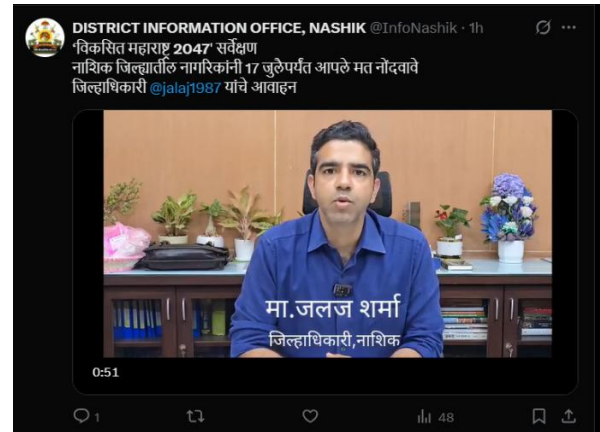 DISTRICT INFORMATION OFFICE, NASHIK @InfoNashik · 1h
'विकसित महाराष्ट्र 2047' सर्वेक्षण
नाशिक जिल्ह्यातील नागरिकांनी 17 जुलैपर्यंत आपले मत नोंदवावे
जिल्हाधिकारी @jalaj1987 यांचे आवाहन
मा.जलज शर्मा
जिल्हाधिकारी,नाशिक
0:51
1
48